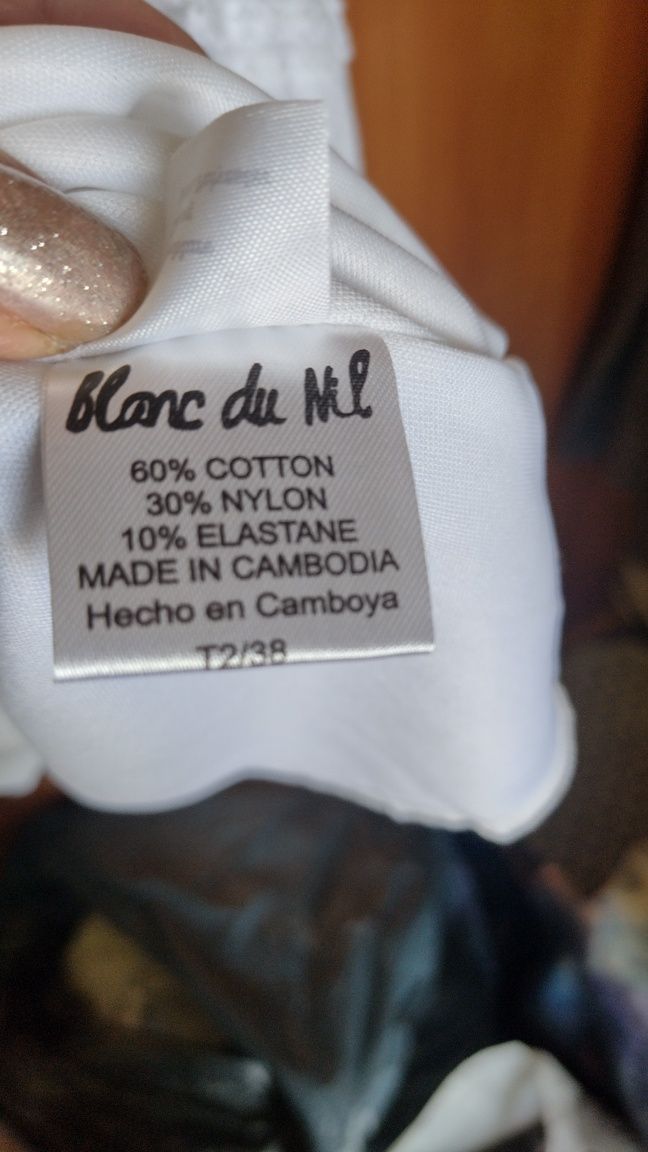 Blanc du Nil
60% COTTON
30% NYLON
10% ELASTANE
MADE IN CAMBODIA
Hecho en Camboya
T2/38